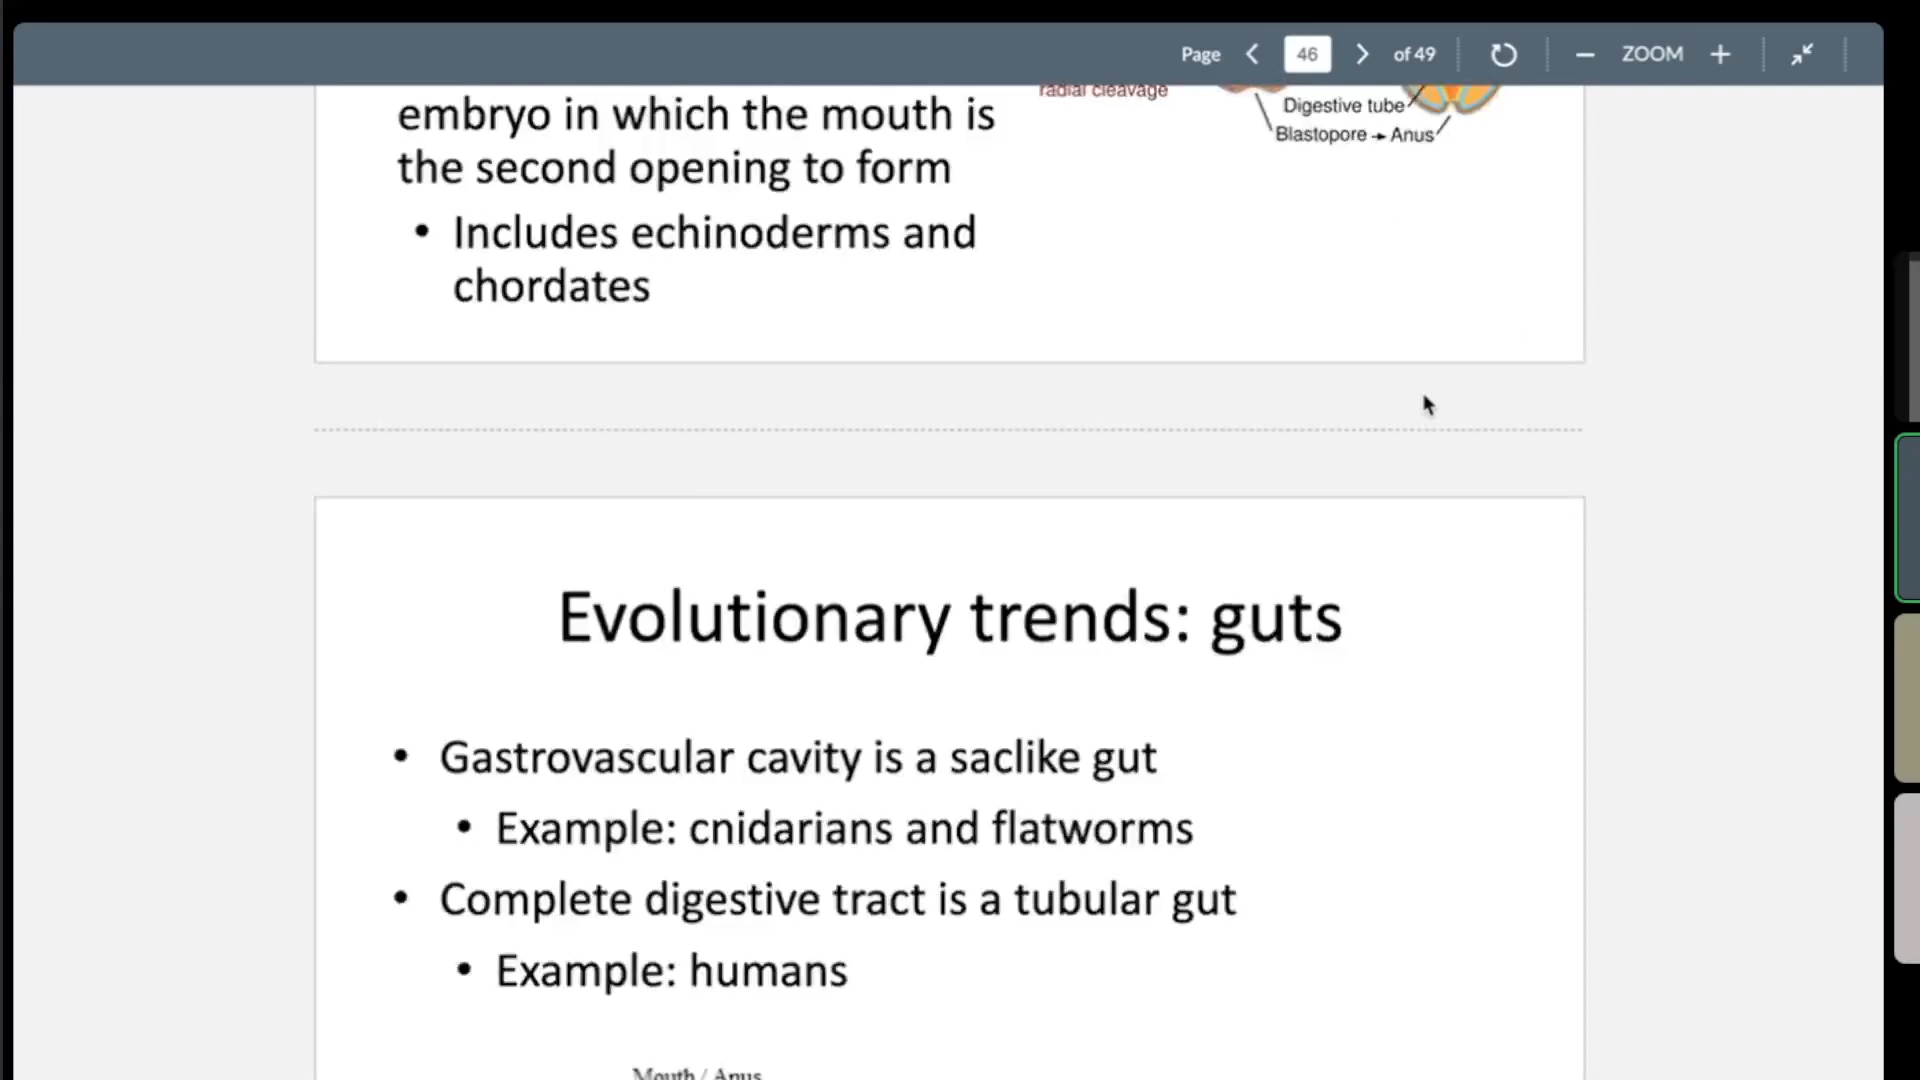 Page 46 of 49 ZOOM
radial cleavage
Digestive tube
Blastopore → Anus
embryo in which the mouth is
the second opening to form
• Includes echinoderms and
chordates
Evolutionary trends: guts
• Gastrovascular cavity is a saclike gut
• Example: cnidarians and flatworms
• Complete digestive tract is a tubular gut
• Example: humans
Mouth / Anus